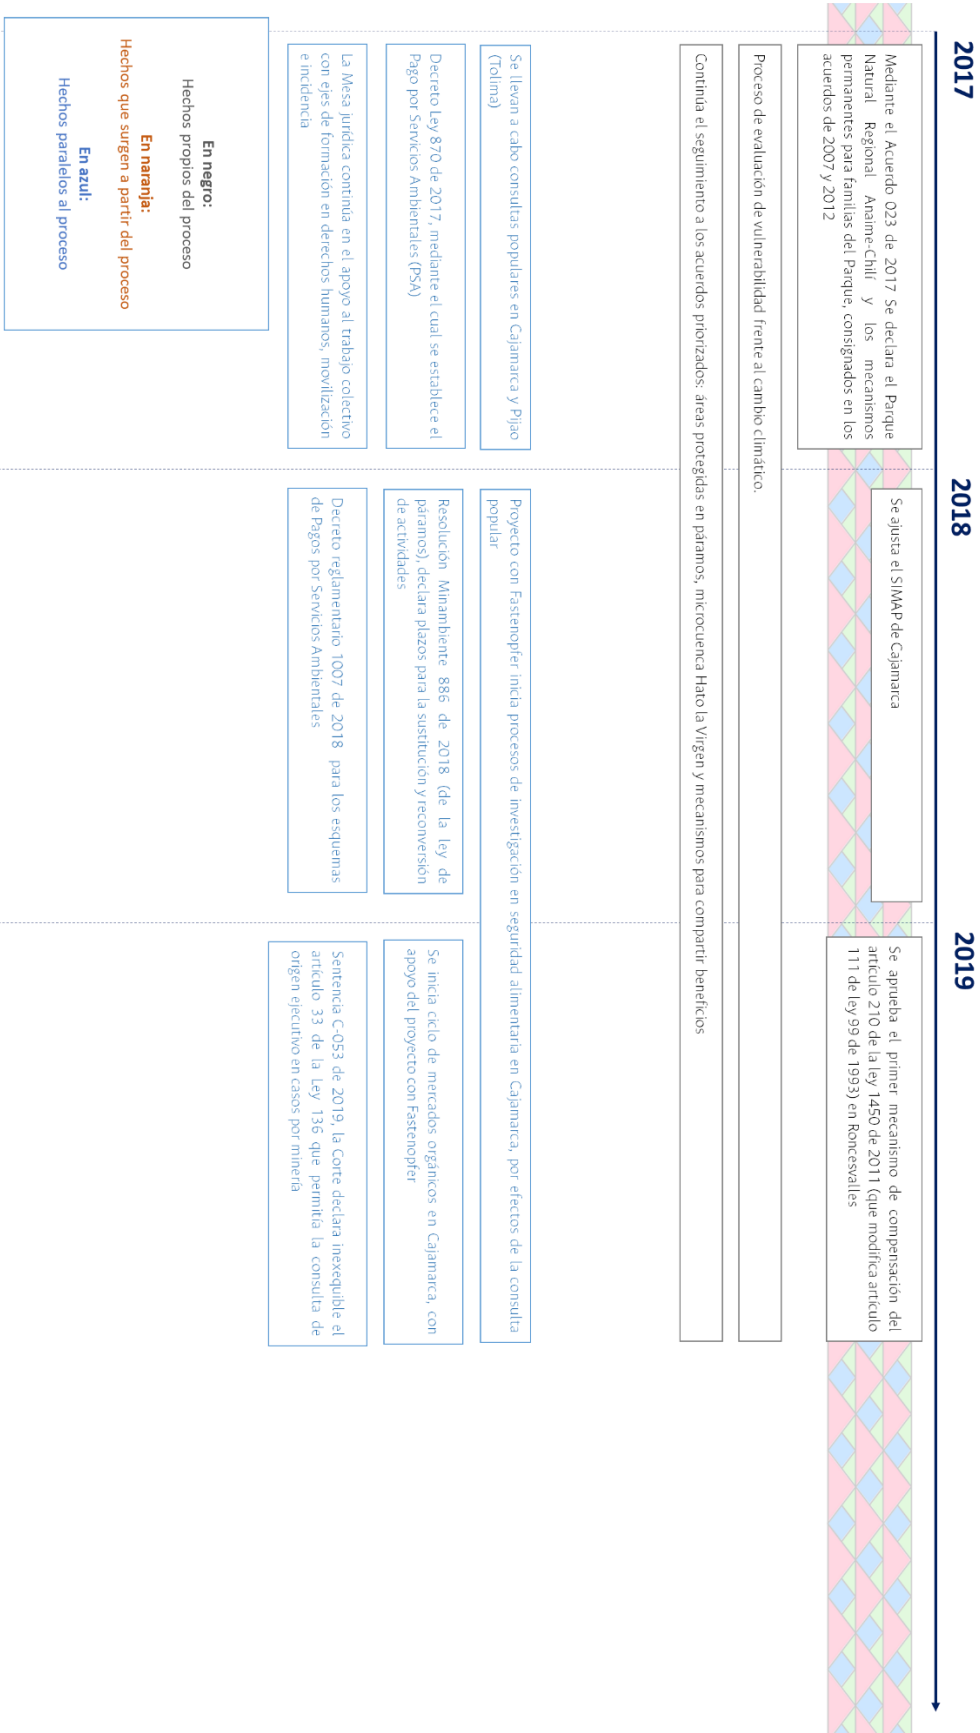 2017
2018
2019
Mediante el Acuerdo 023 de 2017 Se declara el Parque
Natural Regional Anaime-Chilí y los mecanismos
permanentes para familias del Parque, consignados en los
acuerdos de 2007 y 2012
Se ajusta el SIMAP de Cajamarca
Se aprueba el primer mecanismo de compensación del
artículo 210 de la ley 1450 de 2011 (que modifica artículo
111 de ley 99 de 1993) en Roncesvalles
Proceso de evaluación de vulnerabilidad frente al cambio climático.
Continúa el seguimiento a los acuerdos priorizados: áreas protegidas en páramos, microcuenca Hato la Virgen y mecanismos para compartir beneficios
Se llevan a cabo consultas populares en Cajamarca y Pijao
(Tolima)
Proyecto con Fastenopfer inicia procesos de investigación en seguridad alimentaria en Cajamarca, por efectos de la consulta
popular
Decreto Ley 870 de 2017, mediante el cual se establece el
Pago por Servicios Ambientales (PSA)
Resolución Minambiente 886 de 2018 (de la ley de
páramos), declara plazos para la sustitución y reconversión
de actividades
Se inicia ciclo de mercados orgánicos en Cajamarca, con
apoyo del proyecto con Fastenopfer
La Mesa jurídica continúa en el apoyo al trabajo colectivo
con ejes de formación en derechos humanos, movilización
e incidencia
Decreto reglamentario 1007 de 2018 para los esquemas
de Pagos por Servicios Ambientales
Sentencia C-053 de 2019, la Corte declara inexequible el
artículo 33 de la Ley 136 que permitía la consulta de
origen ejecutivo en casos por minería
En negro:
Hechos propios del proceso
En naranja:
Hechos que surgen a partir del proceso
En azul:
Hechos paralelos al proceso